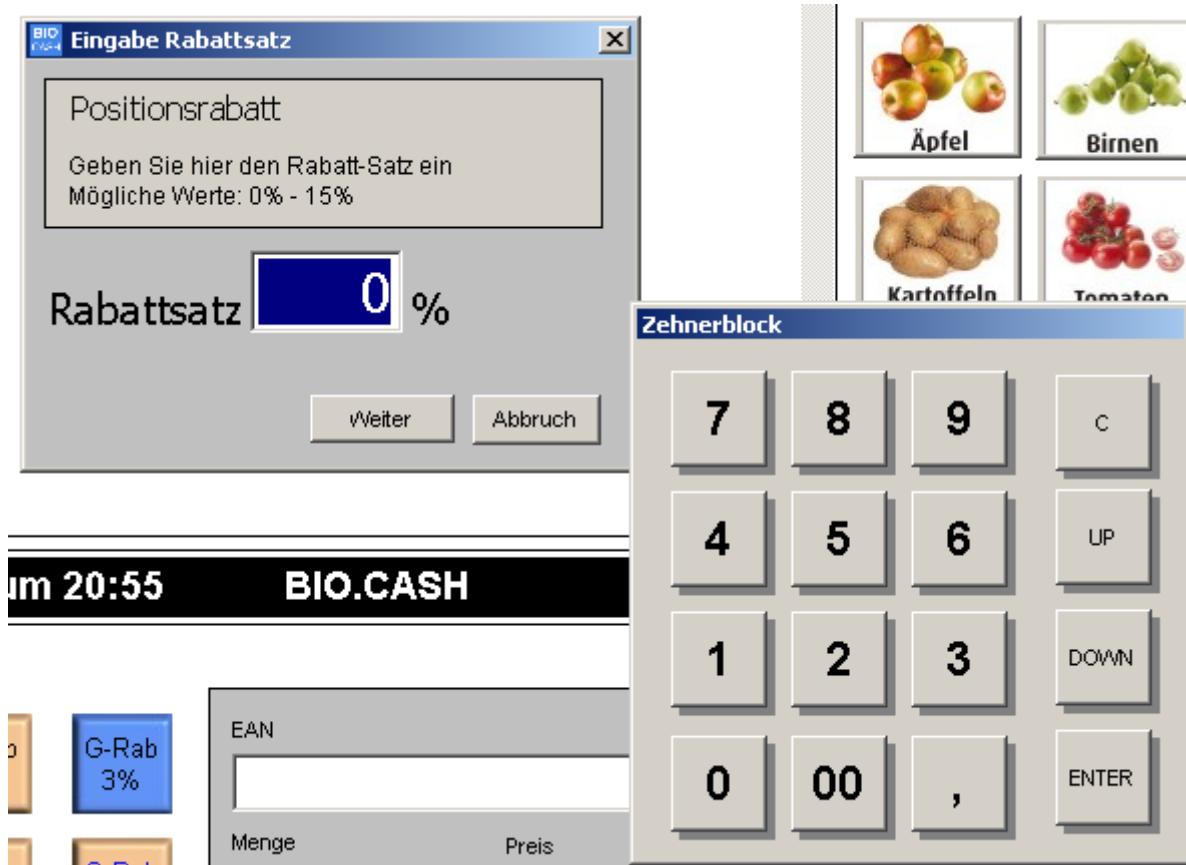 BIO CASH Eingabe Rabattsatz
Positionsrabatt
Geben Sie hier den Rabatt-Satz ein
Mögliche Werte: 0% - 15%
Rabattsatz 0 %
Weiter Abbruch
Äpfel Birnen
Kartoffeln Tomaten
Zehnerblock
7 8 9 C
4 5 6 UP
1 2 3 DOWN
0 00 , ENTER
um 20:55 BIO.CASH
G-Rab
3%
EAN
Menge Preis